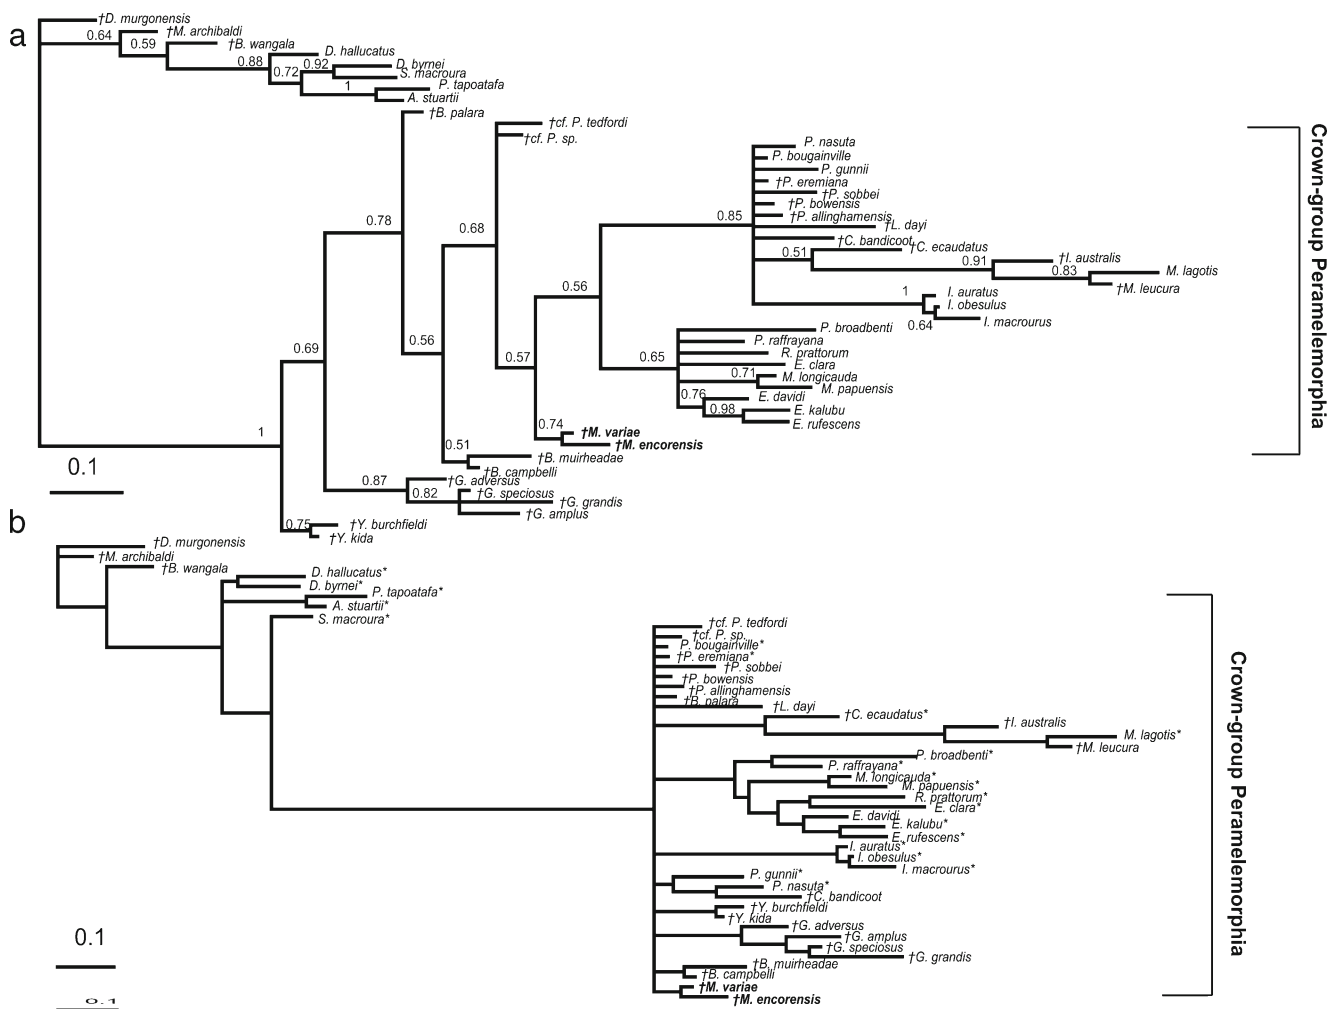 a
†D. murgonensis
0.64
†M. archibaldi
0.59
†B. wangala
0.88
D. hallucatus
0.72
0.92
D. byrnei
S. macroura
1
P. tapoatafa
A. stuartii
†B. palara
†cf. P. tedfordi
†cf. P. sp.
P. nasuta
P. bougainville
P. gunnii
†P. eremiana
†P. sobbei
†P. bowensis
†P. allinghamensis
0.85
†L. dayi
0.78
0.68
†C. bandicoot
†C. ecaudatus
0.51
0.91
†I. australis
0.83
M. lagotis
†M. leucura
0.56
1
I. auratus
I. obesulus
I. macrourus
0.64
P. broadbenti
P. raffrayana
0.56
0.69
0.57
0.65
R. prattorum
E. clara
0.71
M. longicauda
M. papuensis
0.76
E. davidi
0.98
E. kalubu
E. rufescens
0.74
†M. variae
†M. encorensis
1
0.51
†B. muirheadae
†B. campbelli
0.1
0.87
†G. adversus
0.82
†G. speciosus
†G. grandis
†G. amplus
0.75
†Y. burchfieldi
†Y. kida
Crown-group Peramelemorphia
b
†D. murgonensis
†M. archibaldi
†B. wangala
D. hallucatus*
D. byrnei*
P. tapoatafa*
A. stuartii*
S. macroura*
†cf. P. tedfordi
†cf. P. sp.
P. bougainville*
†P. eremiana*
†P. sobbei
†P. bowensis
†P. allinghamensis
†B. palara
†L. dayi
†C. ecaudatus*
†I. australis
M. lagotis*
†M. leucura
P. broadbenti*
P. raffrayana*
M. longicauda*
M. papuensis*
R. prattorum*
E. clara*
E. davidi
E. kalubu*
E. rufescens*
I. auratus*
I. obesulus*
I. macrourus*
P. gunnii*
P. nasuta*
†C. bandicoot
†Y. burchfieldi
†Y. kida
†G. adversus
†G. amplus
†G. speciosus
†G. grandis
†B. muirheadae
†B. campbelli
†M. variae
†M. encorensis
0.1
Crown-group Peramelemorphia